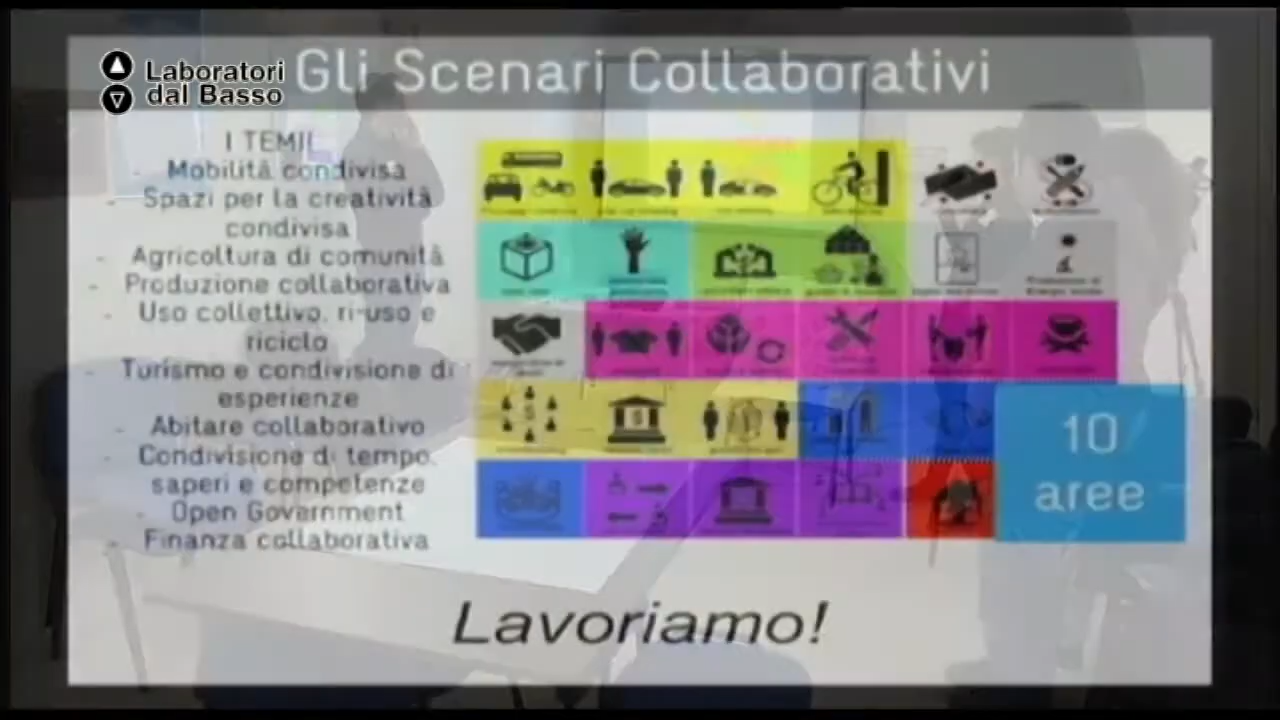 Laboratori
dal Basso
Gli Scenari Collaborativi
I TEMI
- Mobilità condivisa
- Spazi per la creatività
condivisa
- Agricoltura di comunità
- Produzione collaborativa
- Uso collettivo, ri-uso e
riciclo
- Turismo e condivisione di
esperienze
- Abitare collaborativo
- Condivisione di tempo,
saperi e competenze
- Open Government
- Finanza collaborativa
10
aree
Lavoriamo!